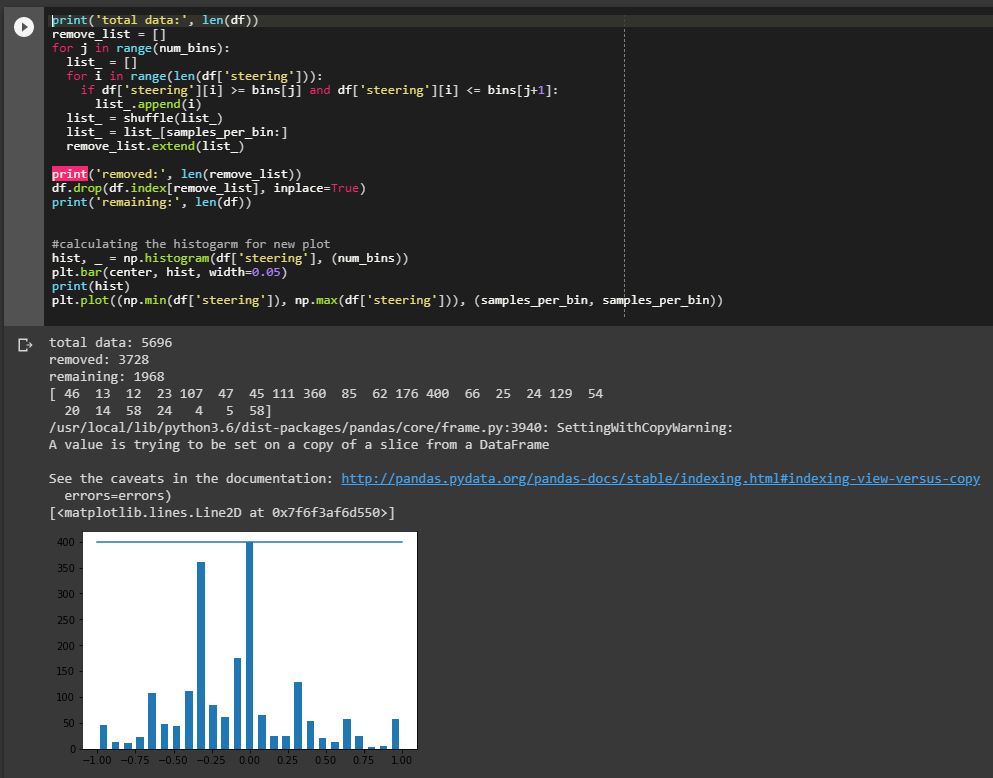 print('total data:', len(df))
remove_list = []
for j in range(num_bins):
  list_ = []
  for i in range(len(df['steering'])):
    if df['steering'][i] >= bins[j] and df['steering'][i] <= bins[j+1]:
      list_.append(i)
  list_ = shuffle(list_)
  list_ = list_[samples_per_bin:]
  remove_list.extend(list_)
print('removed:', len(remove_list))
df.drop(df.index[remove_list], inplace=True)
print('remaining:', len(df))
#calculating the histogarm for new plot
hist, _ = np.histogram(df['steering'], (num_bins))
plt.bar(center, hist, width=0.05)
print(hist)
plt.plot((np.min(df['steering']), np.max(df['steering'])), (samples_per_bin, samples_per_bin))
total data: 5696
removed: 3728
remaining: 1968
[ 46  13  12  23 107  47  45 111 360  85  62 176 400  66  25  24 129  54
  20  14  58  24   4   5  58]
/usr/local/lib/python3.6/dist-packages/pandas/core/frame.py:3940: SettingWithCopyWarning:
A value is trying to be set on a copy of a slice from a DataFrame
See the caveats in the documentation: http://pandas.pydata.org/pandas-docs/stable/indexing.html#indexing-view-versus-copy
  errors=errors)
[<matplotlib.lines.Line2D at 0x7f6f3af6d550>]
400
350
300
250
200
150
100
50
0
−1.00 −0.75 −0.50 −0.25 0.00 0.25 0.50 0.75 1.00